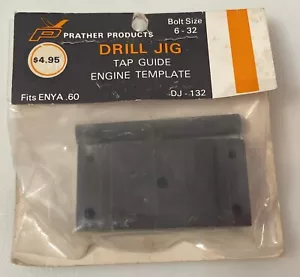 PRATHER PRODUCTS
Bolt Size
6-32
DRILL JIG
$4.95
TAP GUIDE
ENGINE TEMPLATE
Fits ENYA .60
DJ-132